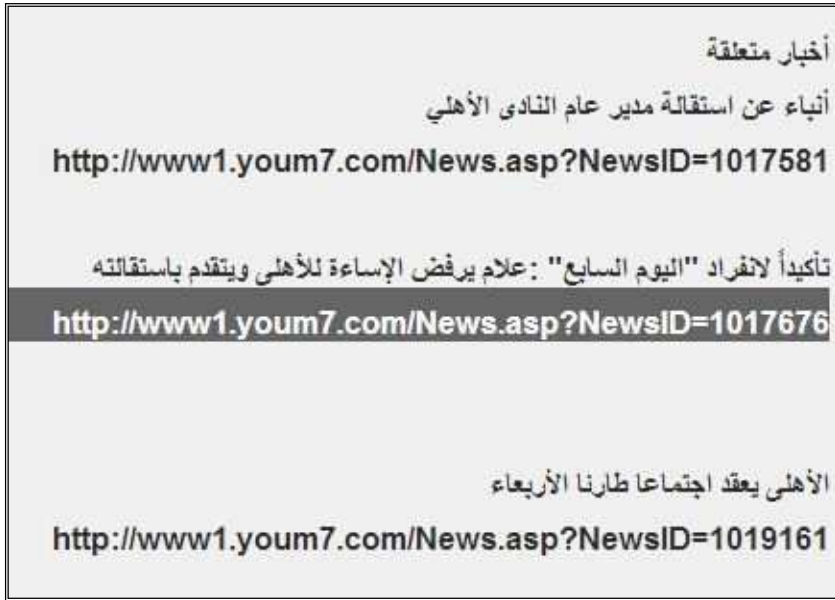 أخبار متعلقة
أنباء عن استقالة مدير عام النادى الأهلي
http://www1.youm7.com/News.asp?NewsID=1017581
تأكيداً لانفراد "اليوم السابع" :علام يرفض الإساءة للأهلى ويتقدم باستقالته
http://www1.youm7.com/News.asp?NewsID=1017676
الأهلى يعقد اجتماعا طارنا الأربعاء
http://www1.youm7.com/News.asp?NewsID=1019161